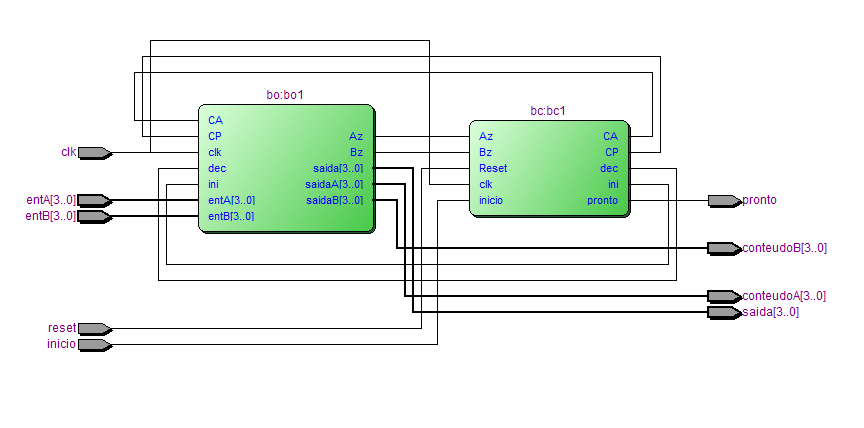 bo:bo1
bc:bc1
CA
CP
clk
dec
ini
entA[3..0]
entB[3..0]
Az
Bz
saida[3..0]
saidaA[3..0]
saidaB[3..0]
Az
Bz
Reset
clk
inicio
CA
CP
dec
ini
pronto
clk
entA[3..0]
entB[3..0]
reset
inicio
pronto
conteudoB[3..0]
conteudoA[3..0]
saida[3..0]